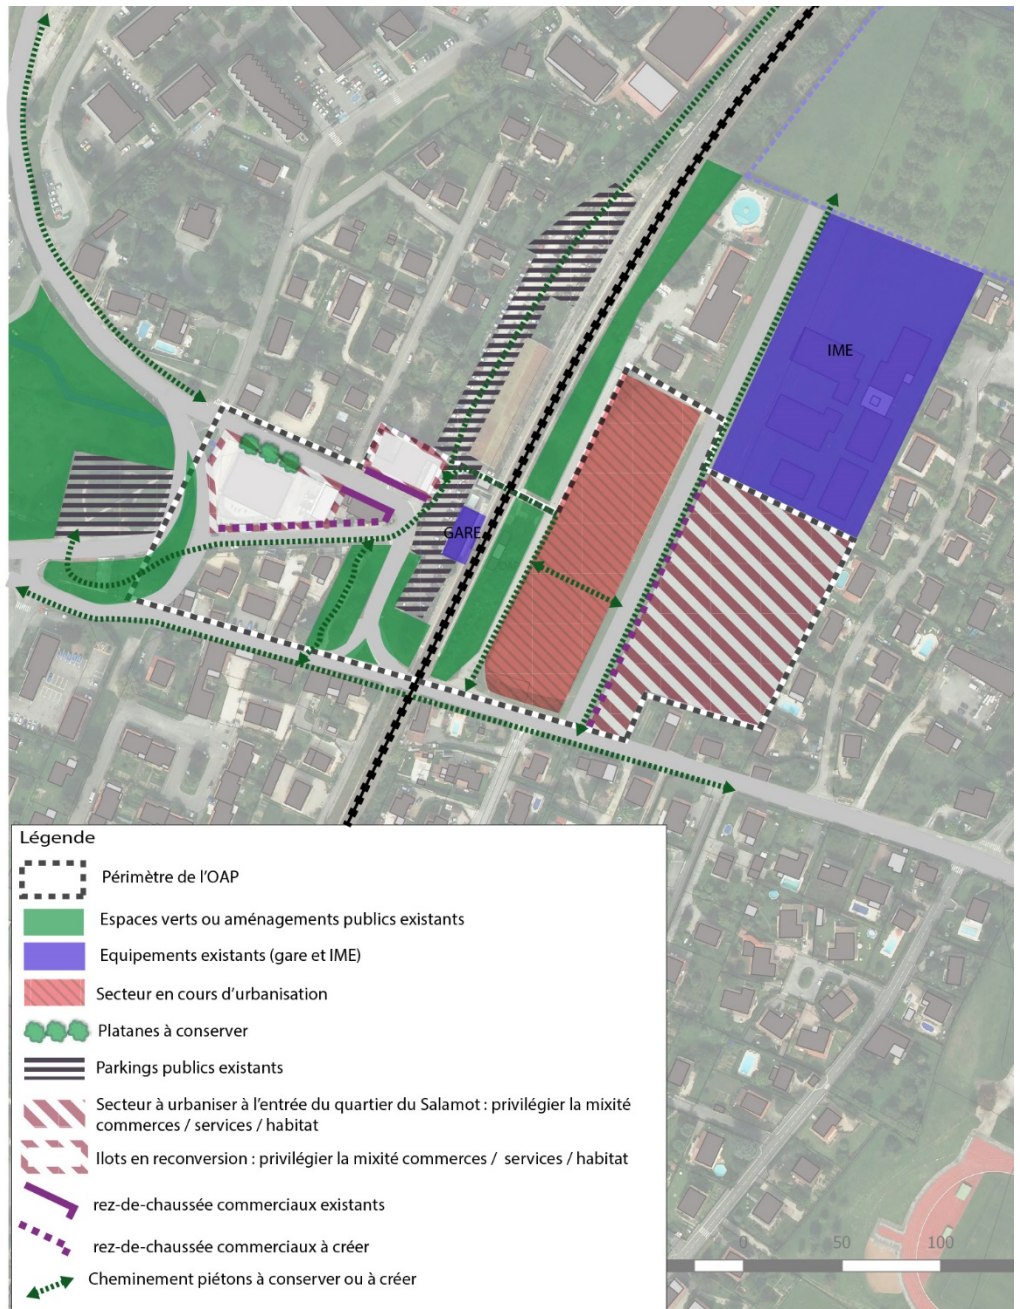 IME
GARE
Légende
Périmètre de l'OAP
Espaces verts ou aménagements publics existants
Equipements existants (gare et IME)
Secteur en cours d'urbanisation
Platanes à conserver
Parkings publics existants
Secteur à urbaniser à l'entrée du quartier du Salamot : privilégier la mixité
commerces / services / habitat
Ilots en reconversion : privilégier la mixité commerces / services / habitat
rez-de-chaussée commerciaux existants
rez-de-chaussée commerciaux à créer
Cheminement piétons à conserver ou à créer
0 50 100